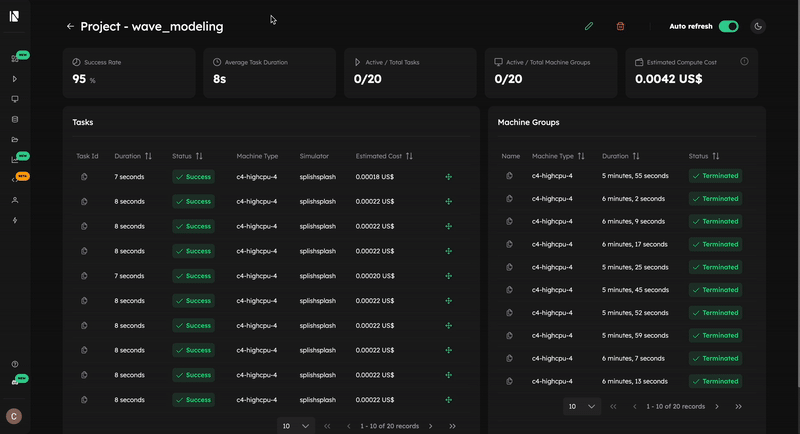 Project - wave_modeling
Auto refresh
Success Rate
95 %
Average Task Duration
8s
Active / Total Tasks
0/20
Active / Total Machine Groups
0/20
Estimated Compute Cost
0.0042 US$
NEW
NEW
BETA
NEW
C
Tasks
Task Id Duration Status Machine Type Simulator Estimated Cost
7 seconds Success c4-highcpu-4 splishsplash 0.00018 US$
8 seconds Success c4-highcpu-4 splishsplash 0.00022 US$
8 seconds Success c4-highcpu-4 splishsplash 0.00022 US$
8 seconds Success c4-highcpu-4 splishsplash 0.00022 US$
7 seconds Success c4-highcpu-4 splishsplash 0.00020 US$
8 seconds Success c4-highcpu-4 splishsplash 0.00022 US$
8 seconds Success c4-highcpu-4 splishsplash 0.00022 US$
8 seconds Success c4-highcpu-4 splishsplash 0.00022 US$
8 seconds Success c4-highcpu-4 splishsplash 0.00022 US$
8 seconds Success c4-highcpu-4 splishsplash 0.00022 US$
10 1 - 10 of 20 records
Machine Groups
Name Machine Type Duration Status
c4-highcpu-4 5 minutes, 55 seconds Terminated
c4-highcpu-4 6 minutes, 2 seconds Terminated
c4-highcpu-4 6 minutes, 9 seconds Terminated
c4-highcpu-4 6 minutes, 17 seconds Terminated
c4-highcpu-4 5 minutes, 25 seconds Terminated
c4-highcpu-4 5 minutes, 45 seconds Terminated
c4-highcpu-4 5 minutes, 52 seconds Terminated
c4-highcpu-4 5 minutes, 59 seconds Terminated
c4-highcpu-4 6 minutes, 7 seconds Terminated
c4-highcpu-4 6 minutes, 13 seconds Terminated
10 1 - 10 of 20 records